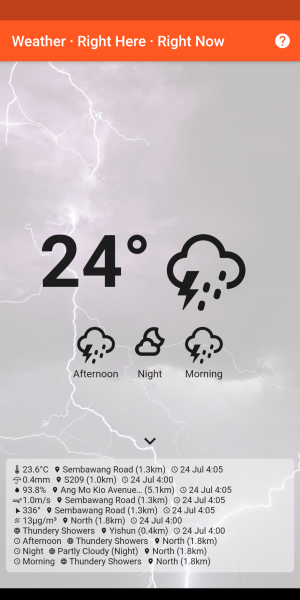 Weather · Right Here · Right Now
24°
Afternoon Night Morning
23.6°C Sembawang Road (1.3km) 24 Jul 4:05
0.4mm S209 (1.0km) 24 Jul 4:00
93.8% Ang Mo Kio Avenue... (5.1km) 24 Jul 4:05
1.0m/s Sembawang Road (1.3km) 24 Jul 4:05
336° Sembawang Road (1.3km) 24 Jul 4:05
13µg/m³ North (1.8km) 24 Jul 4:00
Thundery Showers Yishun (0.4km) 24 Jul 4:00
Afternoon Thundery Showers North (1.8km)
Night Partly Cloudy (Night) North (1.8km)
Morning Thundery Showers North (1.8km)